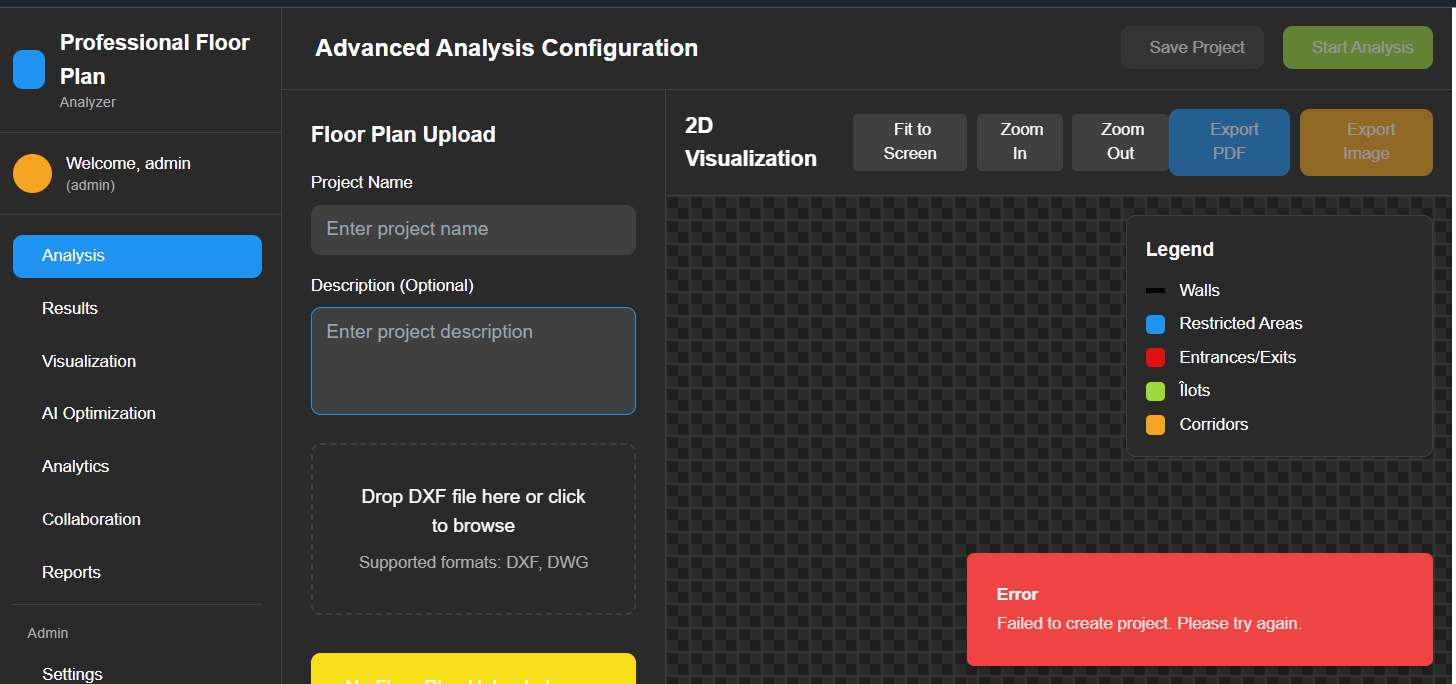 Professional Floor
Plan
Analyzer
Welcome, admin
(admin)
Analysis
Results
Visualization
AI Optimization
Analytics
Collaboration
Reports
Admin
Settings
Advanced Analysis Configuration
Save Project
Start Analysis
Floor Plan Upload
Project Name
Enter project name
Description (Optional)
Enter project description
Drop DXF file here or click
to browse
Supported formats: DXF, DWG
No Floor Plan Uploaded
2D
Visualization
Fit to
Screen
Zoom
In
Zoom
Out
Export
PDF
Export
Image
Legend
Walls
Restricted Areas
Entrances/Exits
Îlots
Corridors
Error
Failed to create project. Please try again.